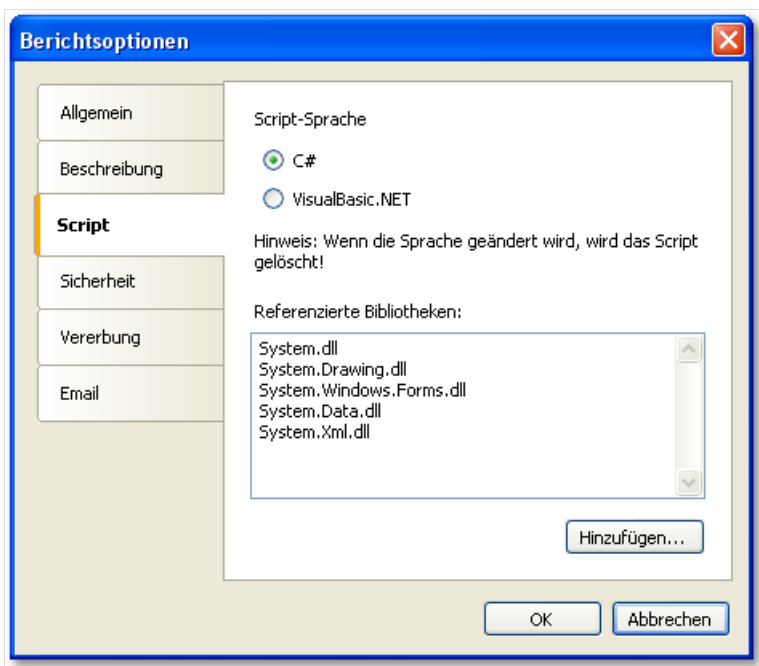 Berichtsoptionen
Allgemein
Beschreibung
Script
Sicherheit
Vererbung
Email
Script-Sprache
C#
VisualBasic.NET
Hinweis: Wenn die Sprache geändert wird, wird das Script
gelöscht!
Referenzierte Bibliotheken:
System.dll
System.Drawing.dll
System.Windows.Forms.dll
System.Data.dll
System.Xml.dll
Hinzufügen...
OK
Abbrechen